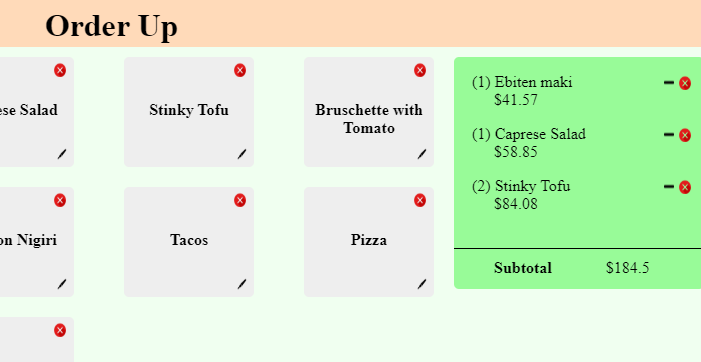 Order Up
ese Salad
Stinky Tofu
Bruschette with
Tomato
on Nigiri
Tacos
Pizza
(1) Ebiten maki
$41.57
(1) Caprese Salad
$58.85
(2) Stinky Tofu
$84.08
Subtotal $184.5